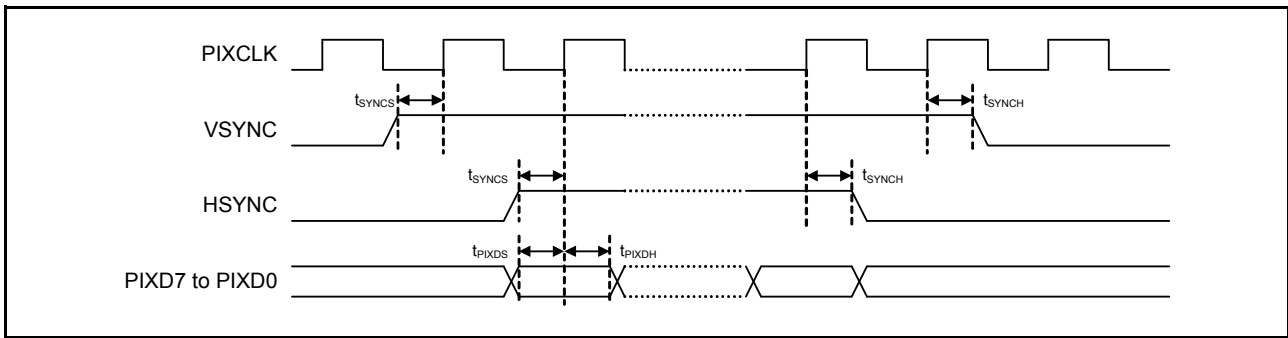 PIXCLK
tSYNCS
tSYNCH
VSYNC
tSYNCS
tSYNCH
HSYNC
tPIXDS
tPIXDH
PIXD7 to PIXD0